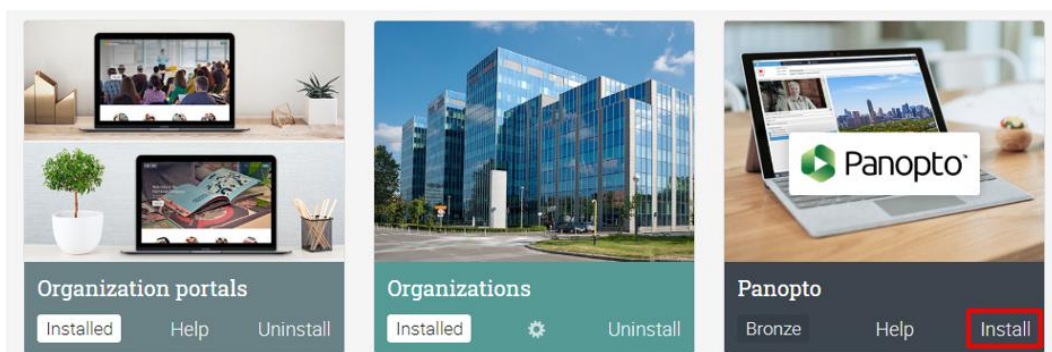 Panopto
Organization portals
Installed Help Uninstall
Organizations
Installed Uninstall
Panopto
Bronze Help Install